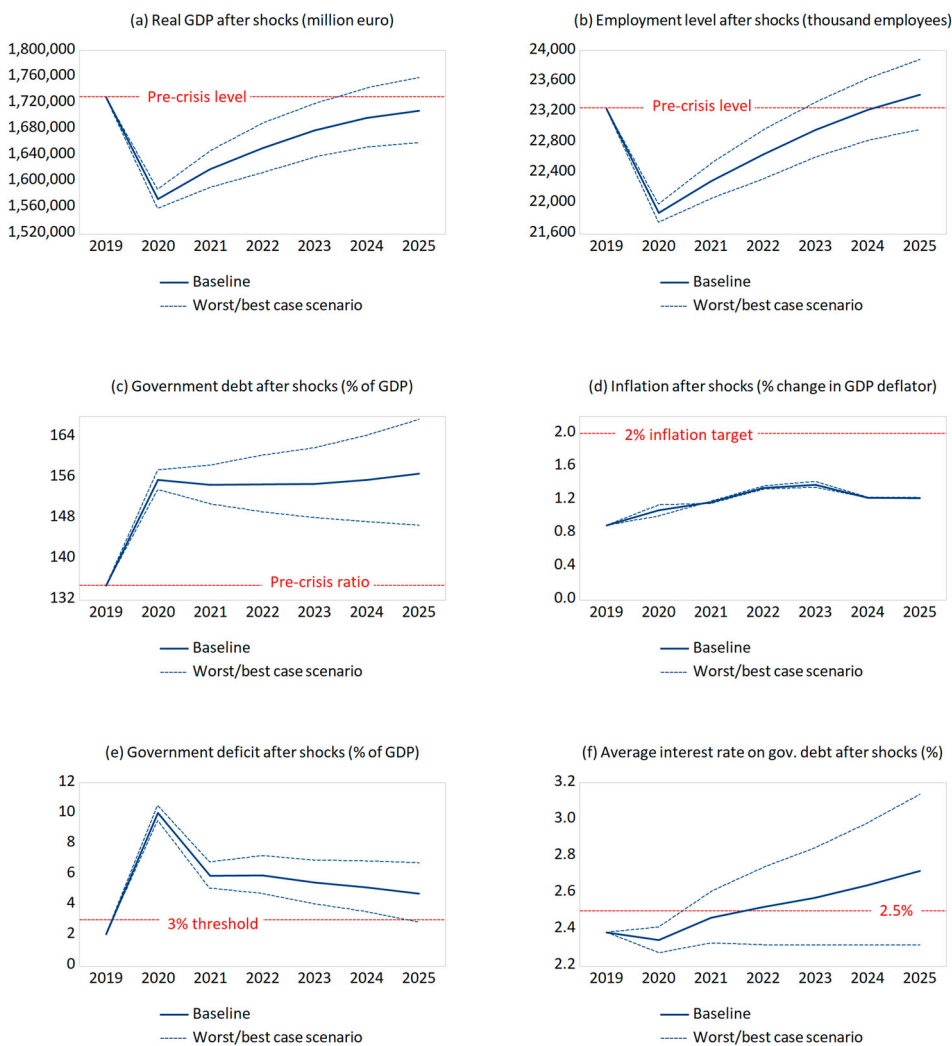 (a) Real GDP after shocks (million euro)
1,800,000
1,760,000
1,720,000
1,680,000
1,640,000
1,600,000
1,560,000
1,520,000
Pre-crisis level
2019 2020 2021 2022 2023 2024 2025
Baseline
Worst/best case scenario
(b) Employment level after shocks (thousand employees)
24,000
23,600
23,200
22,800
22,400
22,000
21,600
Pre-crisis level
2019 2020 2021 2022 2023 2024 2025
Baseline
Worst/best case scenario
(c) Government debt after shocks (% of GDP)
164
156
148
140
132
Pre-crisis ratio
2019 2020 2021 2022 2023 2024 2025
Baseline
Worst/best case scenario
(d) Inflation after shocks (% change in GDP deflator)
2.0
1.6
1.2
0.8
0.4
0.0
2% inflation target
2019 2020 2021 2022 2023 2024 2025
Baseline
Worst/best case scenario
(e) Government deficit after shocks (% of GDP)
12
10
8
6
4
2
0
3% threshold
2019 2020 2021 2022 2023 2024 2025
Baseline
Worst/best case scenario
(f) Average interest rate on gov. debt after shocks (%)
3.2
3.0
2.8
2.6
2.4
2.2
2.5%
2019 2020 2021 2022 2023 2024 2025
Baseline
Worst/best case scenario